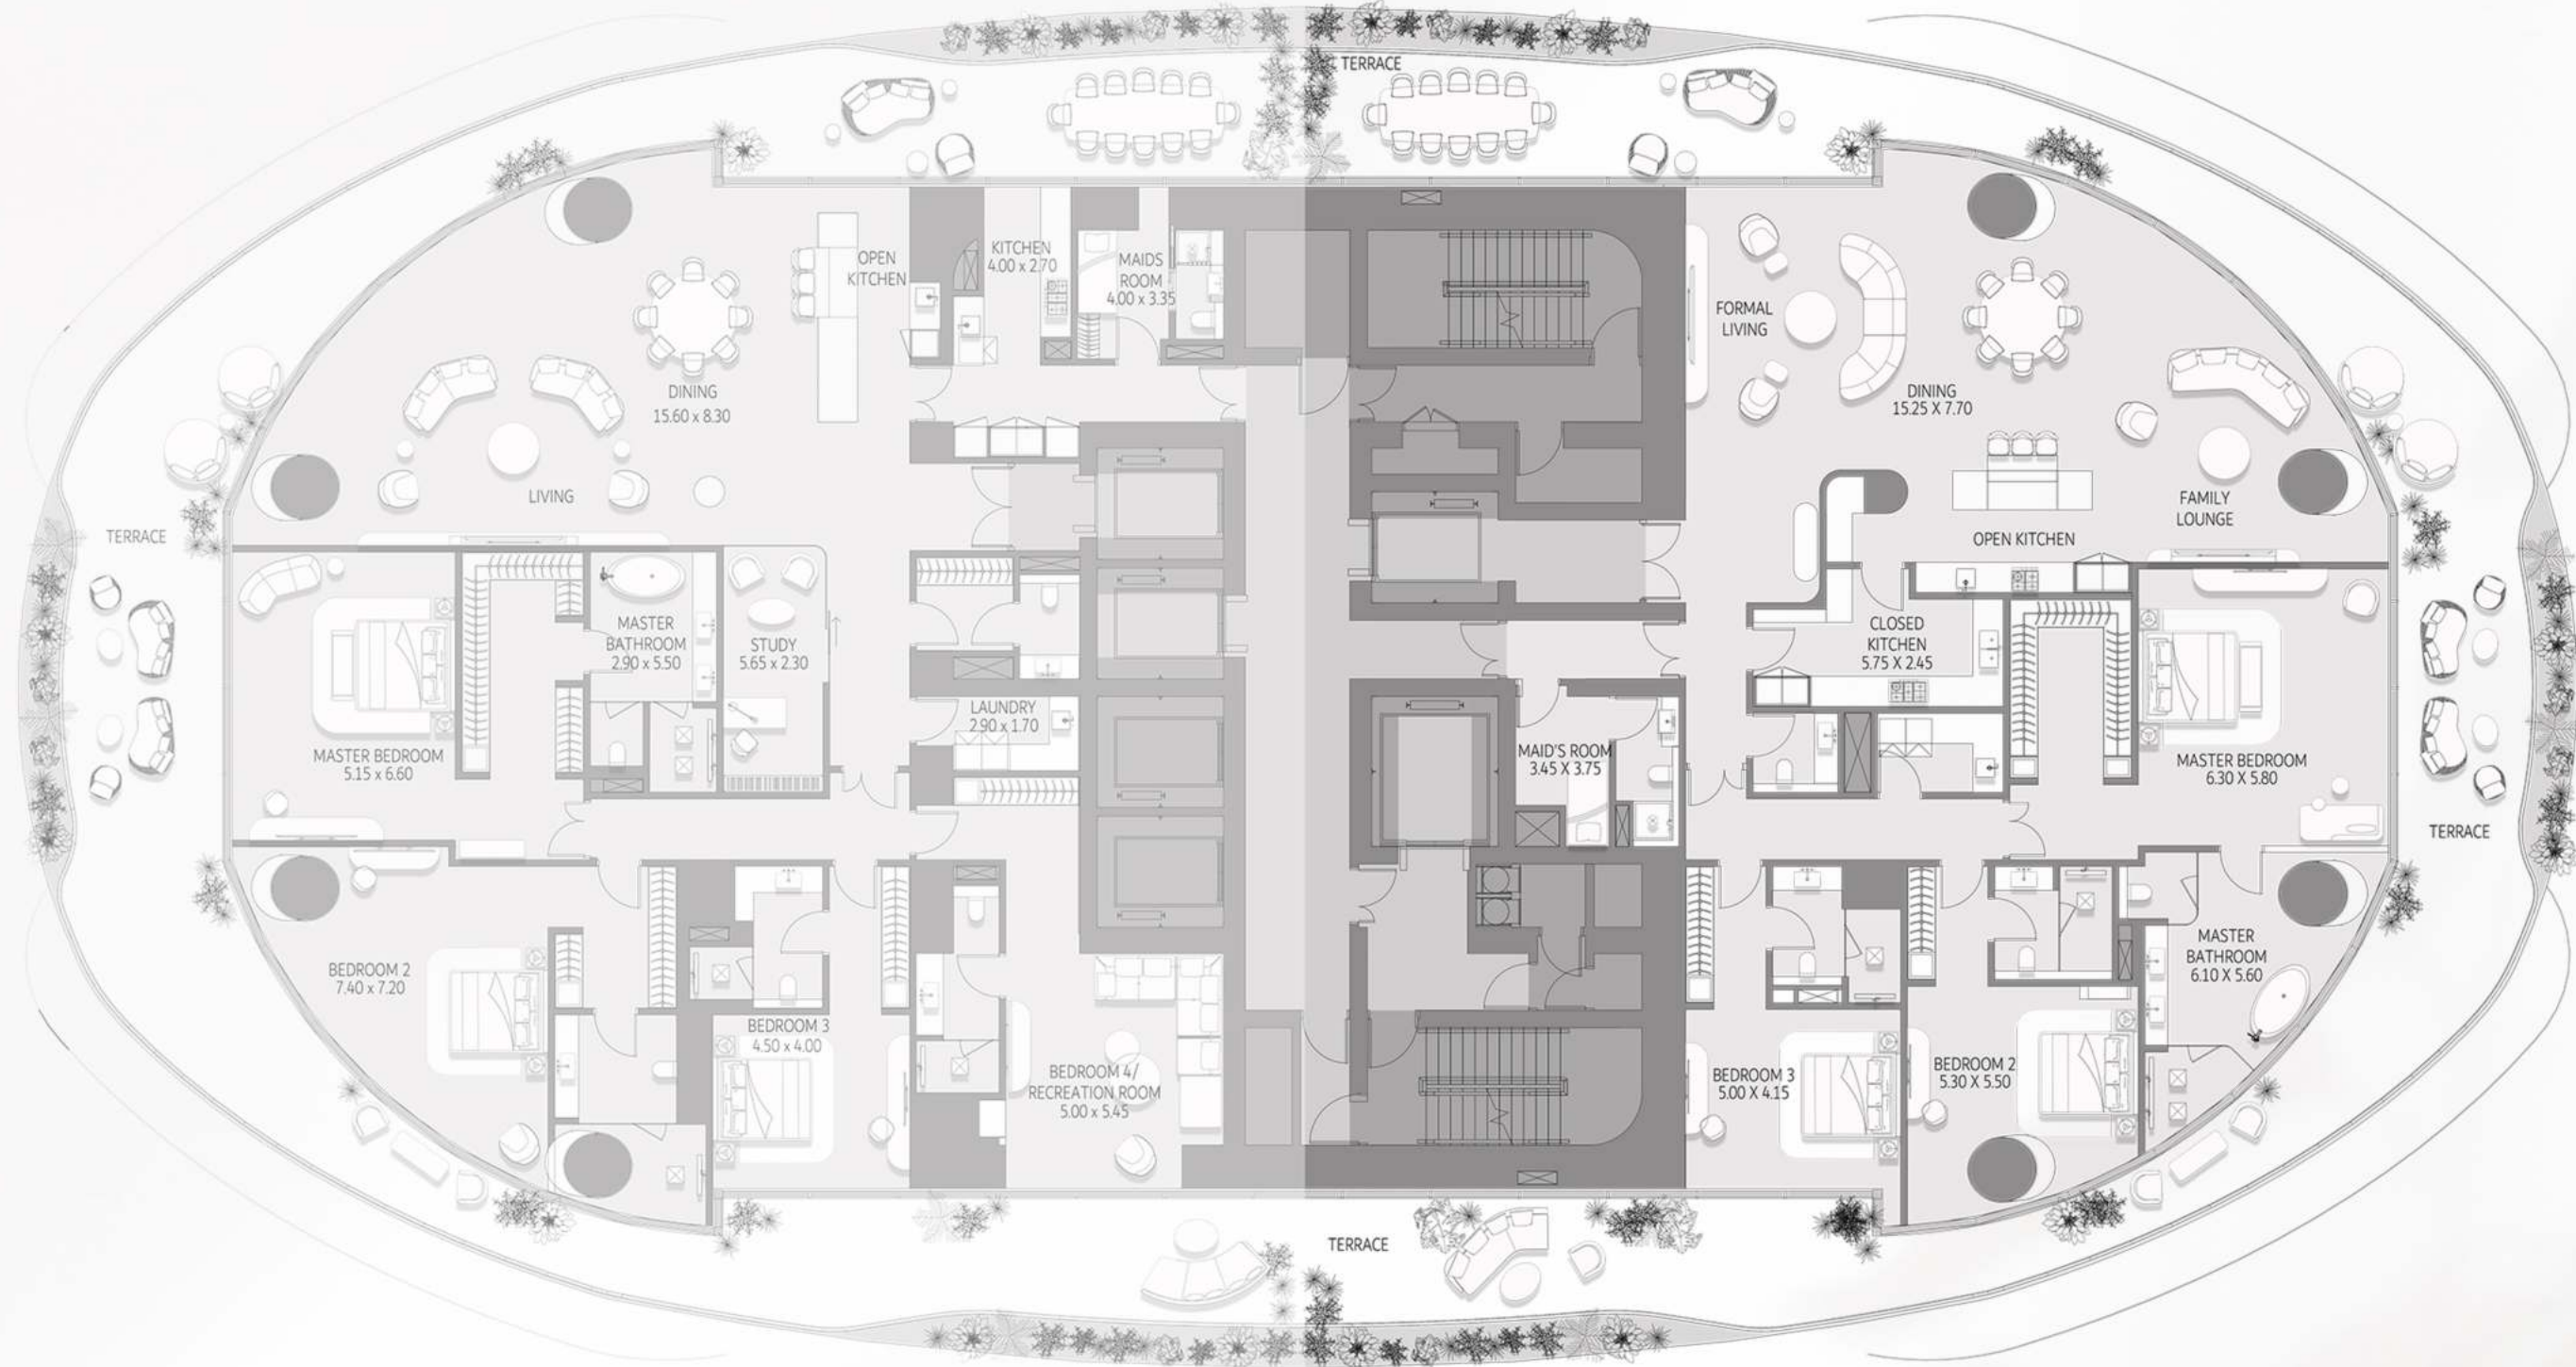 TERRACE
OPEN
KITCHEN
KITCHEN
4.00 x 2.70
MAIDS
ROOM
4.00 x 3.35
DINING
15.60 x 8.30
LIVING
TERRACE
MASTER
BATHROOM
2.90 x 5.50
STUDY
5.65 x 2.30
MASTER BEDROOM
5.15 x 6.60
LAUNDRY
2.90 x 1.70
BEDROOM 2
7.40 x 7.20
BEDROOM 3
4.50 x 4.00
BEDROOM 4/
RECREATION ROOM
5.00 x 5.45
FORMAL
LIVING
DINING
15.25 X 7.70
FAMILY
LOUNGE
OPEN KITCHEN
CLOSED
KITCHEN
5.75 X 2.45
MAID'S ROOM
3.45 X 3.75
MASTER BEDROOM
6.30 X 5.80
TERRACE
MASTER
BATHROOM
6.10 X 5.60
BEDROOM 2
5.30 X 5.50
BEDROOM 3
5.00 X 4.15
TERRACE